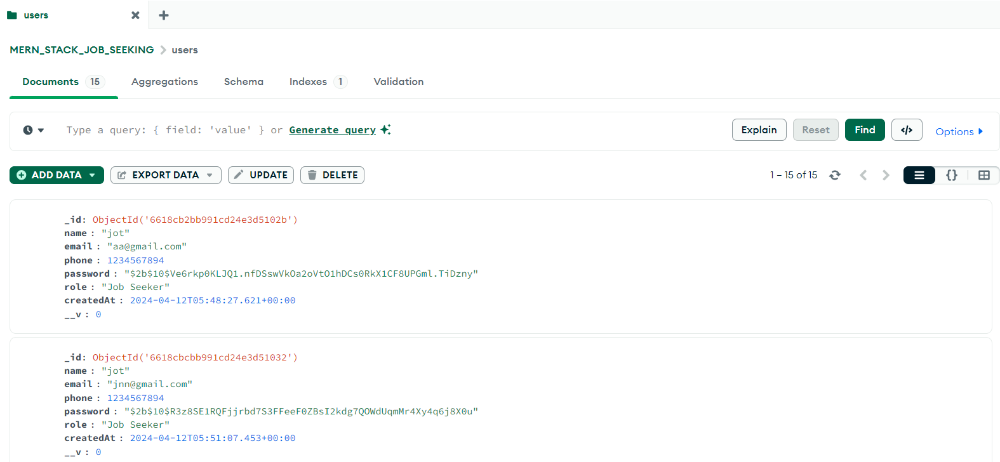 users
MERN_STACK_JOB_SEEKING > users
Documents 15 Aggregations Schema Indexes 1 Validation
Type a query: { field: 'value' } or Generate query Explain Reset Find </> Options
ADD DATA EXPORT DATA UPDATE DELETE 1 – 15 of 15 {}
_id: ObjectId('6618cb2bb991cd24e3d5102b')
name : "jot"
email : "aa@gmail.com"
phone : 1234567894
password : "$2b$10$Ve6rkp0KLJQ1.nfDSswVkOa2oVtO1hDCs0RkX1CF8UPGml.TiDzny"
role : "Job Seeker"
createdAt : 2024-04-12T05:48:27.621+00:00
__v : 0
_id: ObjectId('6618cbcbb991cd24e3d51032')
name : "jot"
email : "jnn@gmail.com"
phone : 1234567894
password : "$2b$10$R3z8SE1RQFjjrbd7S3FFeeF0ZBsI2kdg7QOWdUqmMr4Xy4q6j8X0u"
role : "Job Seeker"
createdAt : 2024-04-12T05:51:07.453+00:00
__v : 0